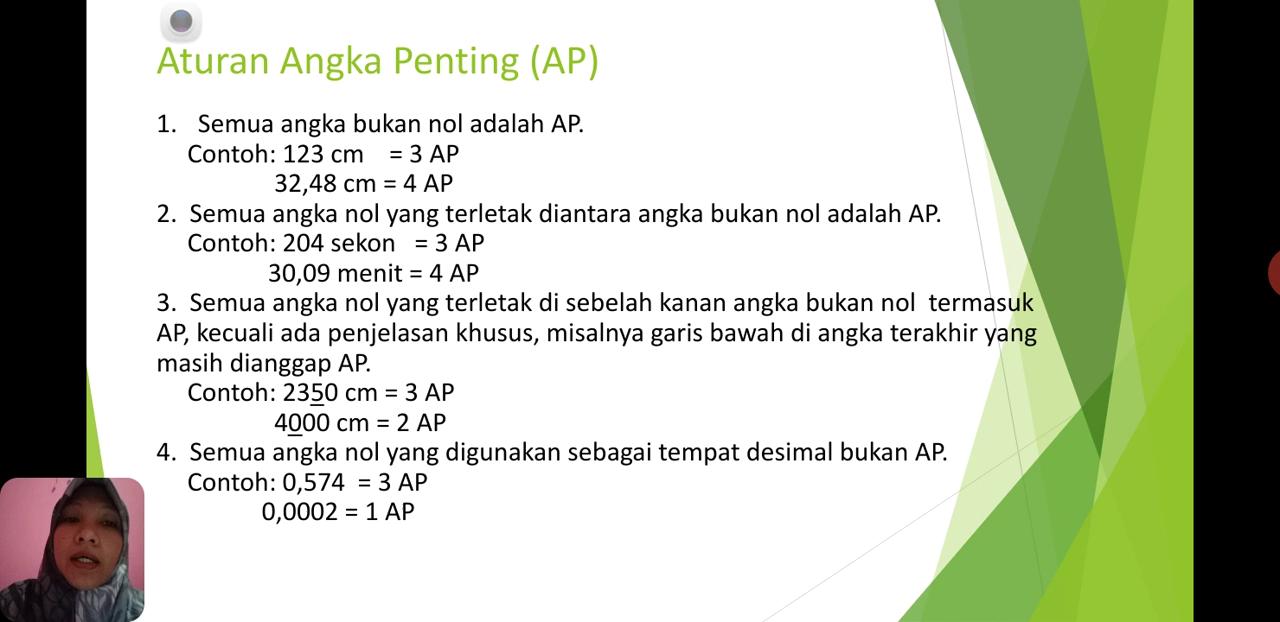 Aturan Angka Penting (AP)
1. Semua angka bukan nol adalah AP.
Contoh: 123 cm = 3 AP
32,48 cm = 4 AP
2. Semua angka nol yang terletak diantara angka bukan nol adalah AP.
Contoh: 204 sekon = 3 AP
30,09 menit = 4 AP
3. Semua angka nol yang terletak di sebelah kanan angka bukan nol termasuk
AP, kecuali ada penjelasan khusus, misalnya garis bawah di angka terakhir yang
masih dianggap AP.
Contoh: 2350 cm = 3 AP
4000 cm = 2 AP
4. Semua angka nol yang digunakan sebagai tempat desimal bukan AP.
Contoh: 0,574 = 3 AP
0,0002 = 1 AP